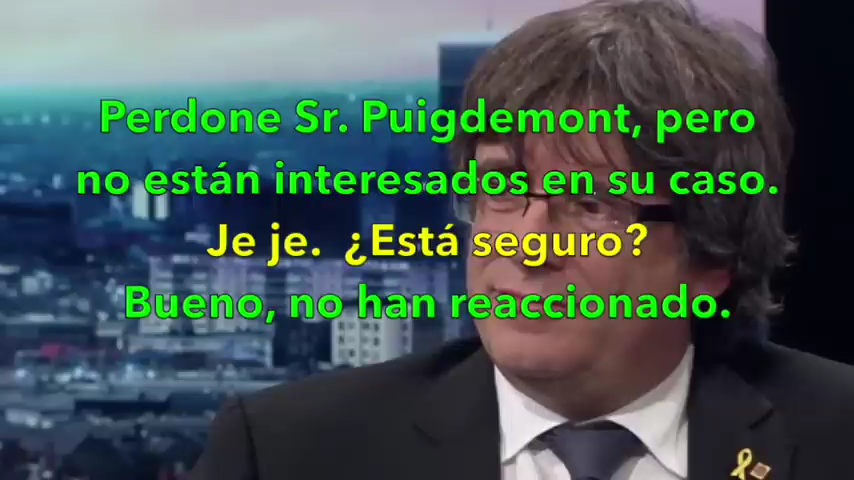 Perdone Sr. Puigdemont, pero
no están interesados en su caso.
Je je. ¿Está seguro?
Bueno, no han reaccionado.